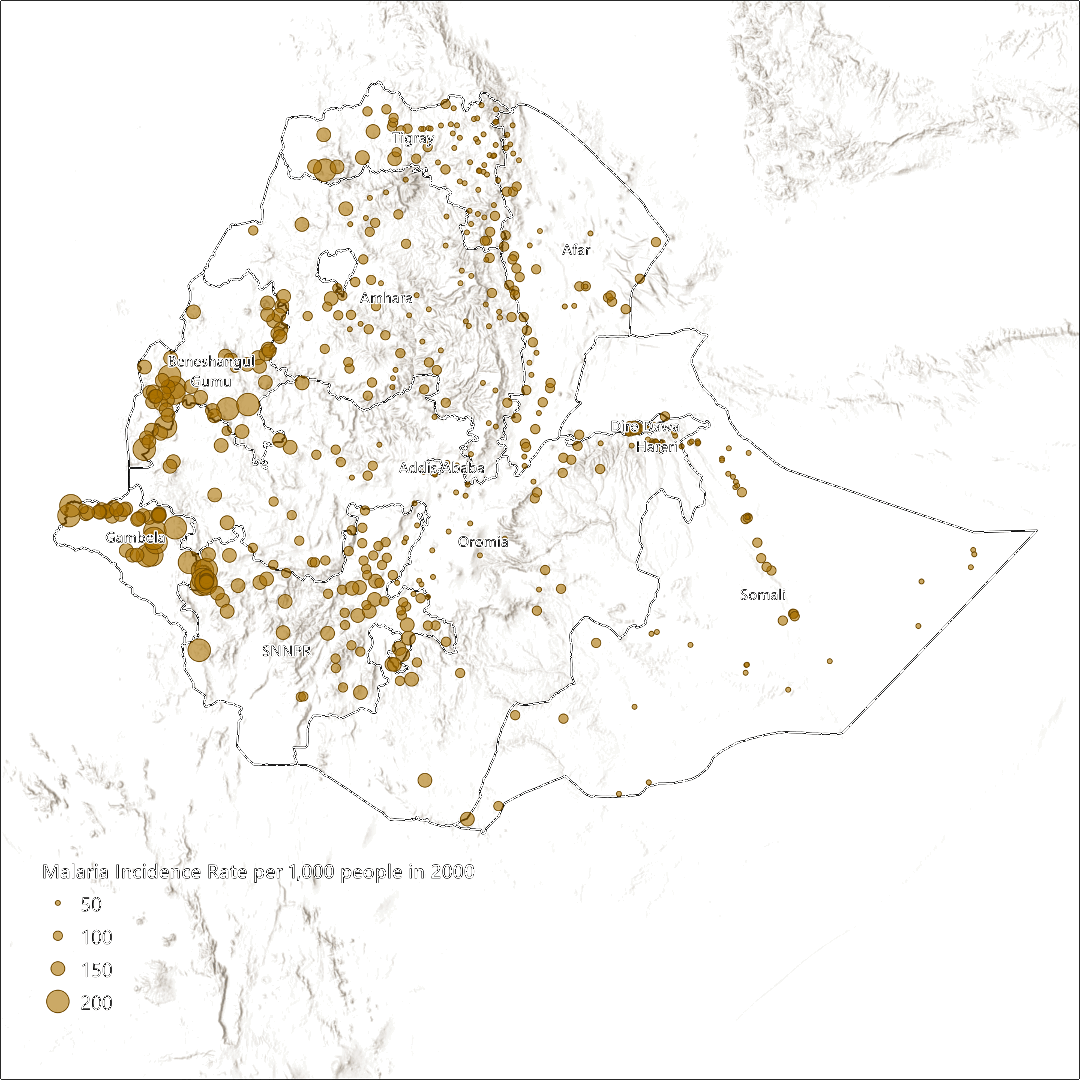 Tigray
Afar
Amhara
Beneshangul
Gumu
Dire Dawa
Hareri
Addis Ababa
Gambela
Oromia
Somali
SNNPR
Malaria Incidence Rate per 1,000 people in 2000
50
100
150
200